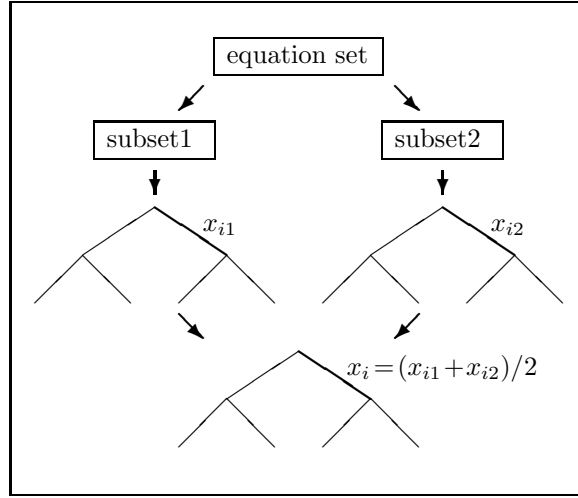 equation set
subset1
subset2
x_{i1}
x_{i2}
x_i=(x_{i1}+x_{i2})/2